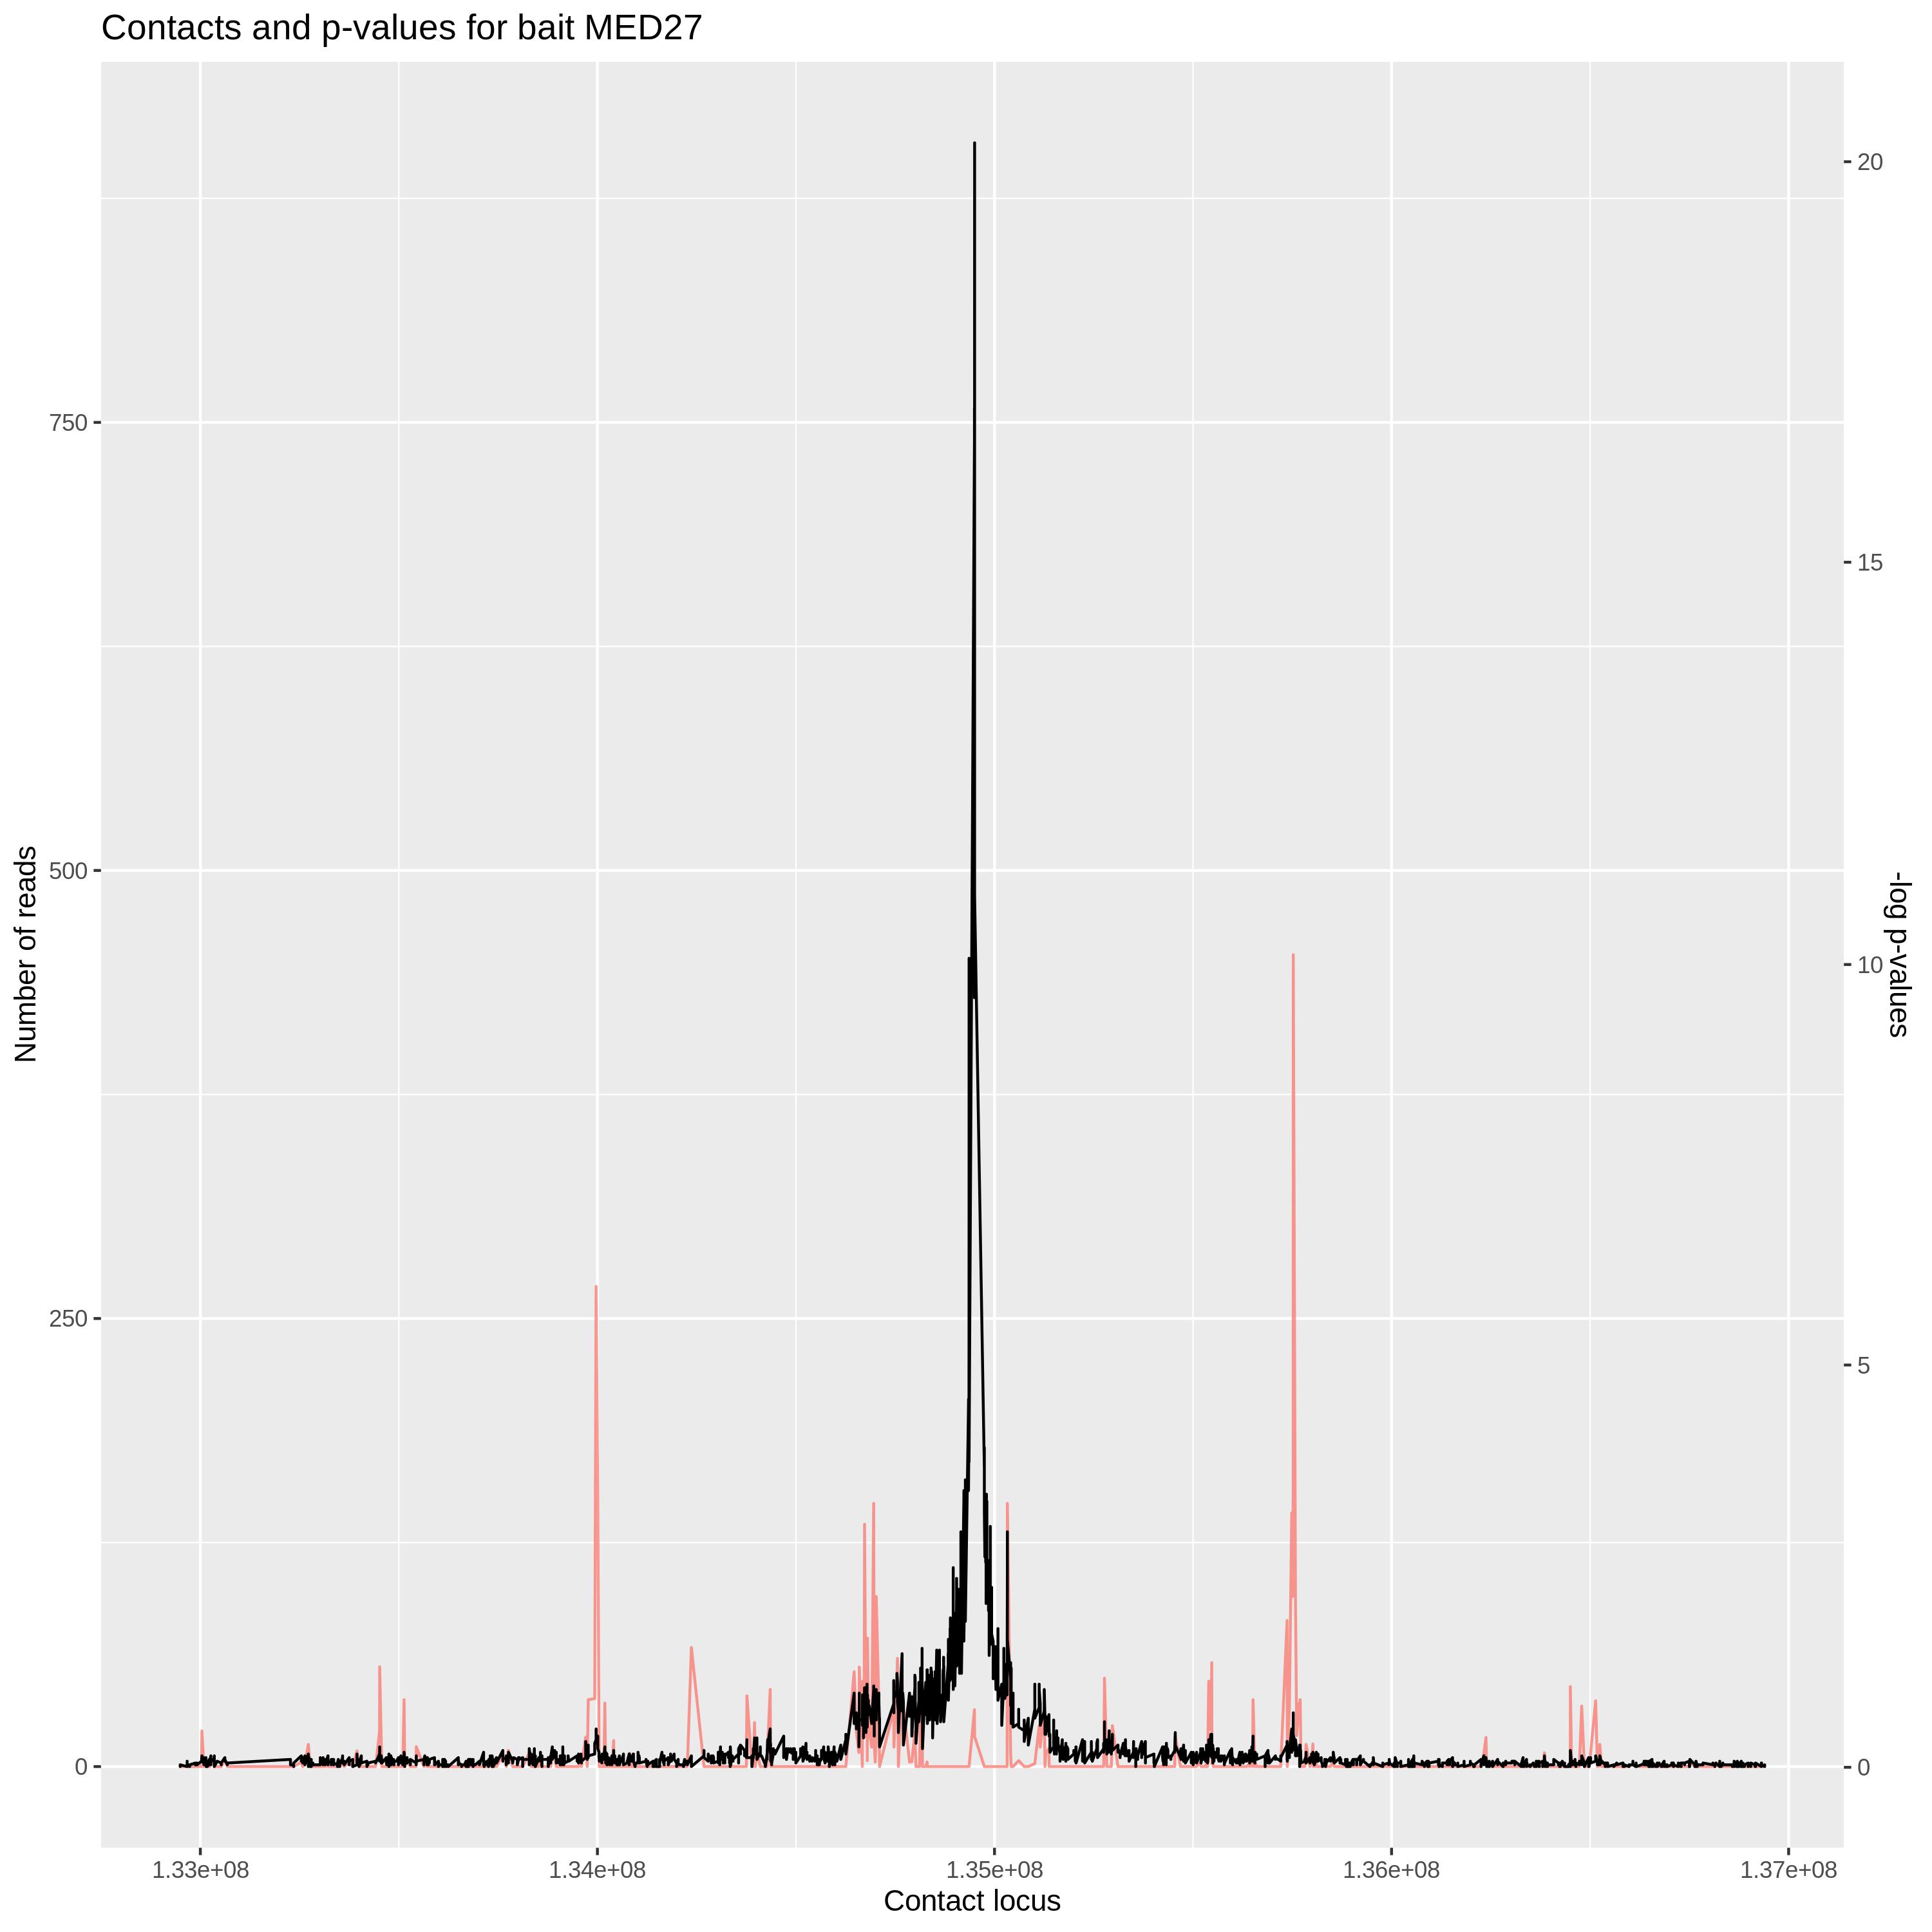 Contacts and p-values for bait MED27
20
750
15
Number of reads
500
10
-log p-values
250
5
0
0
1.33e+08
1.34e+08
1.35e+08
1.36e+08
1.37e+08
Contact locus